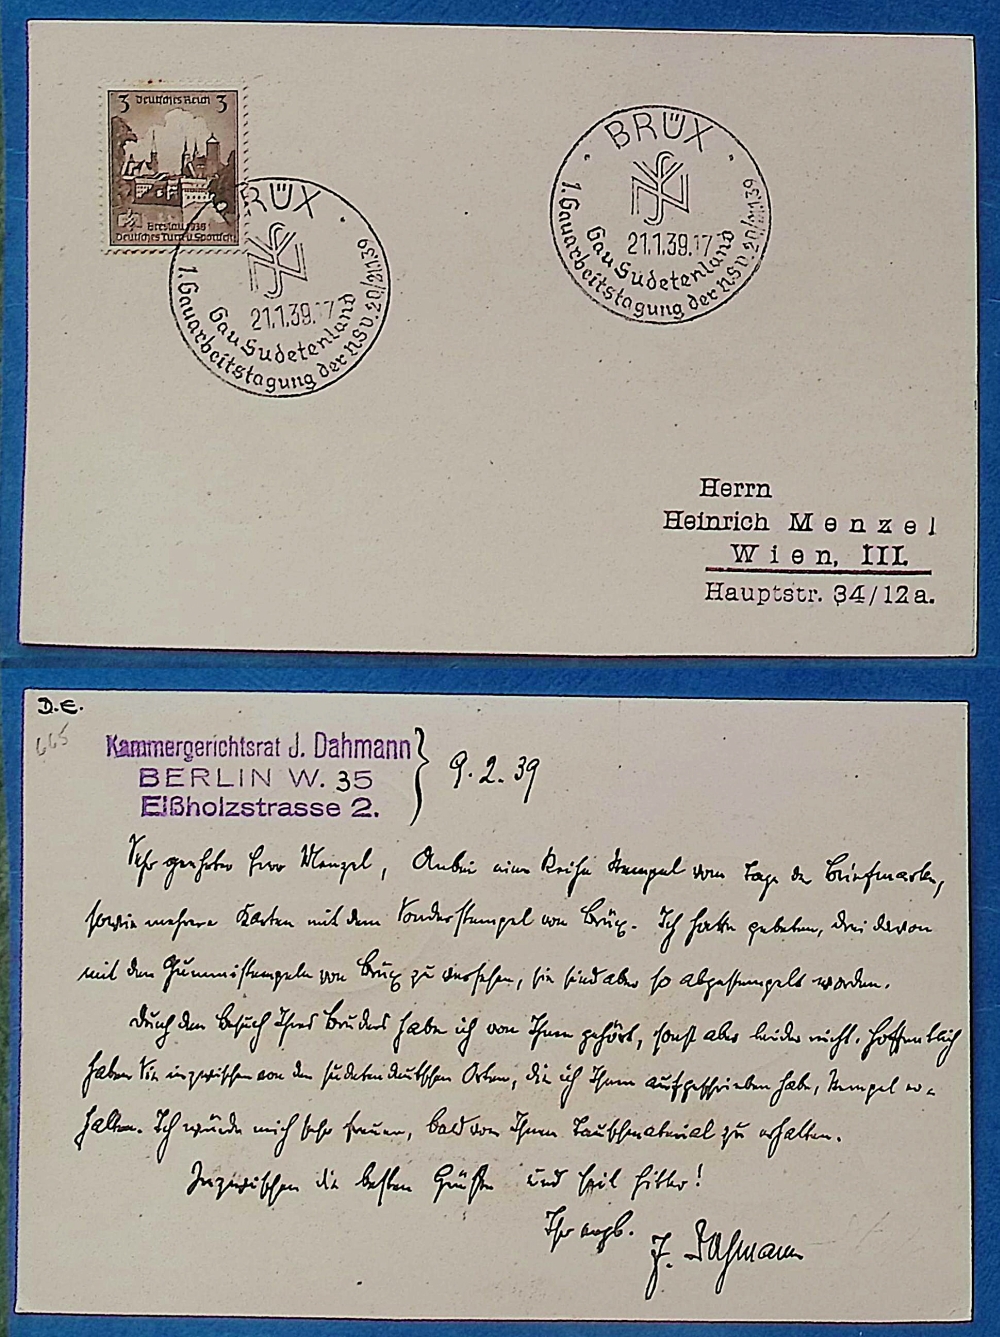 3 Deutsches Reich 3
Breslau 1938
Deutsches Turn u. Sportfest
BRÜX
21.1.39.17
Gau Sudetenland
1. Gauarbeitstagung der NSV. 20/21.1.39
BRÜX
21.1.39.17
Gau Sudetenland
1. Gauarbeitstagung der NSV. 20/21.1.39
Herrn
Heinrich Menzel
Wien, III.
Hauptstr. 34/12a.
D.E.
665
Kammergerichtsrat J. Dahmann
BERLIN W. 35
Elßholzstrasse 2.
9.2.39
Sehr geehrter Herr Menzel, Anbei eine Reihe Stempel vom Tage der Briefmarke,
sowie mehrere Karten mit dem Sonderstempel von Brüx. Ich hatte gebeten, drei davon
mit den Gummistempeln von Brüx zu versehen, sie sind aber so abgestempelt worden.
Durch den Besuch Ihres Bruders habe ich von Ihnen gehört, sonst aber leider nicht. Hoffentlich
haben Sie inzwischen von den sudetendeutschen Orten, die ich Ihnen aufgeschrieben habe, Stempel er-
halten. Ich würde mich sehr freuen, bald von Ihnen Tauschmaterial zu erhalten.
Inzwischen die besten Grüße und Heil Hitler!
Ihr ergb.
J. Dahmann